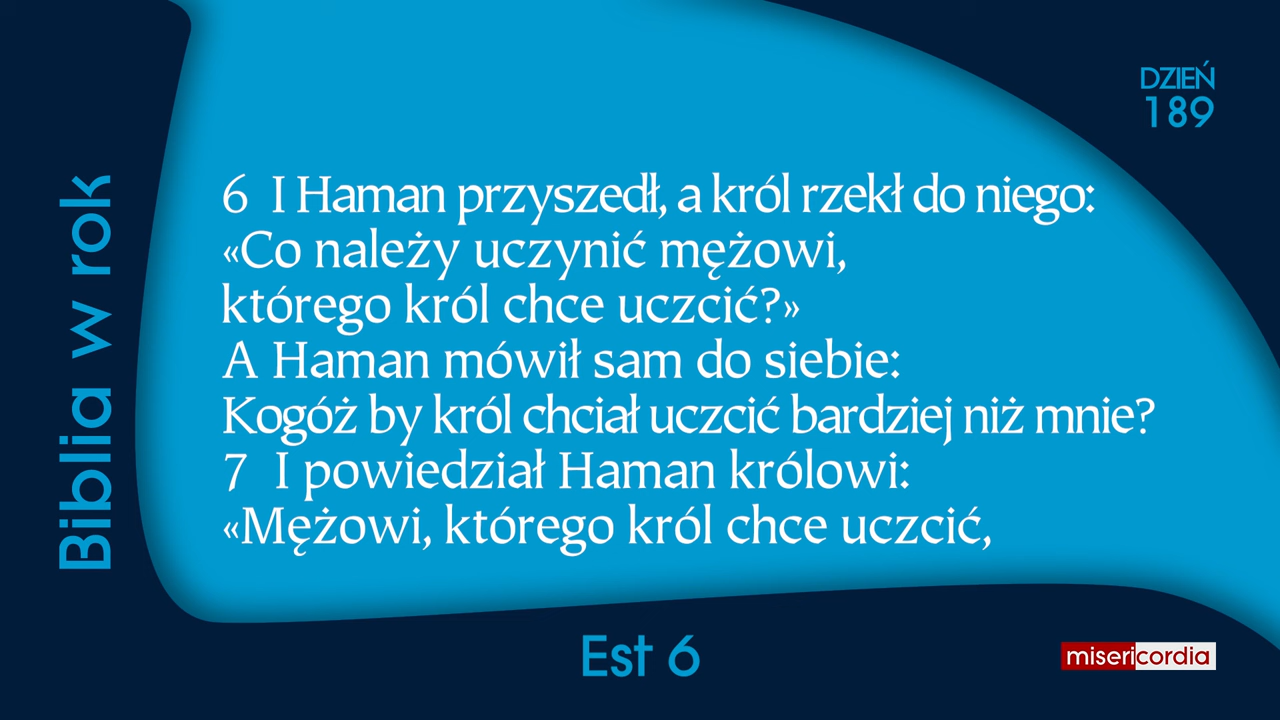 DZIEŃ
189
Biblia w rok
6 I Haman przyszedł, a król rzekł do niego:
«Co należy uczynić mężowi,
którego król chce uczcić?»
A Haman mówił sam do siebie:
Kogóż by król chciał uczcić bardziej niż mnie?
7 I powiedział Haman królowi:
«Mężowi, którego król chce uczcić,
Est 6
misericordia